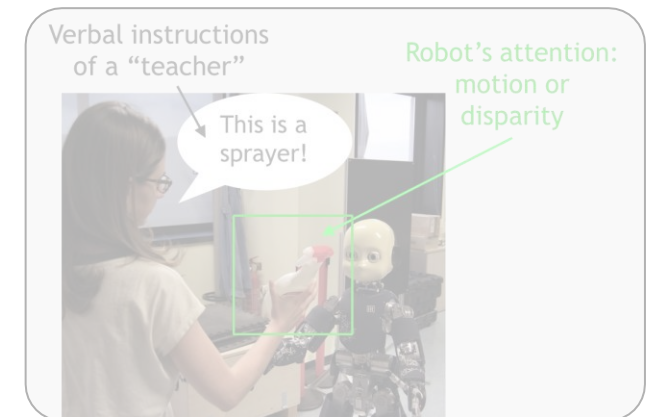 Verbal instructions
of a “teacher”
Robot’s attention:
motion or
disparity
This is a
sprayer!